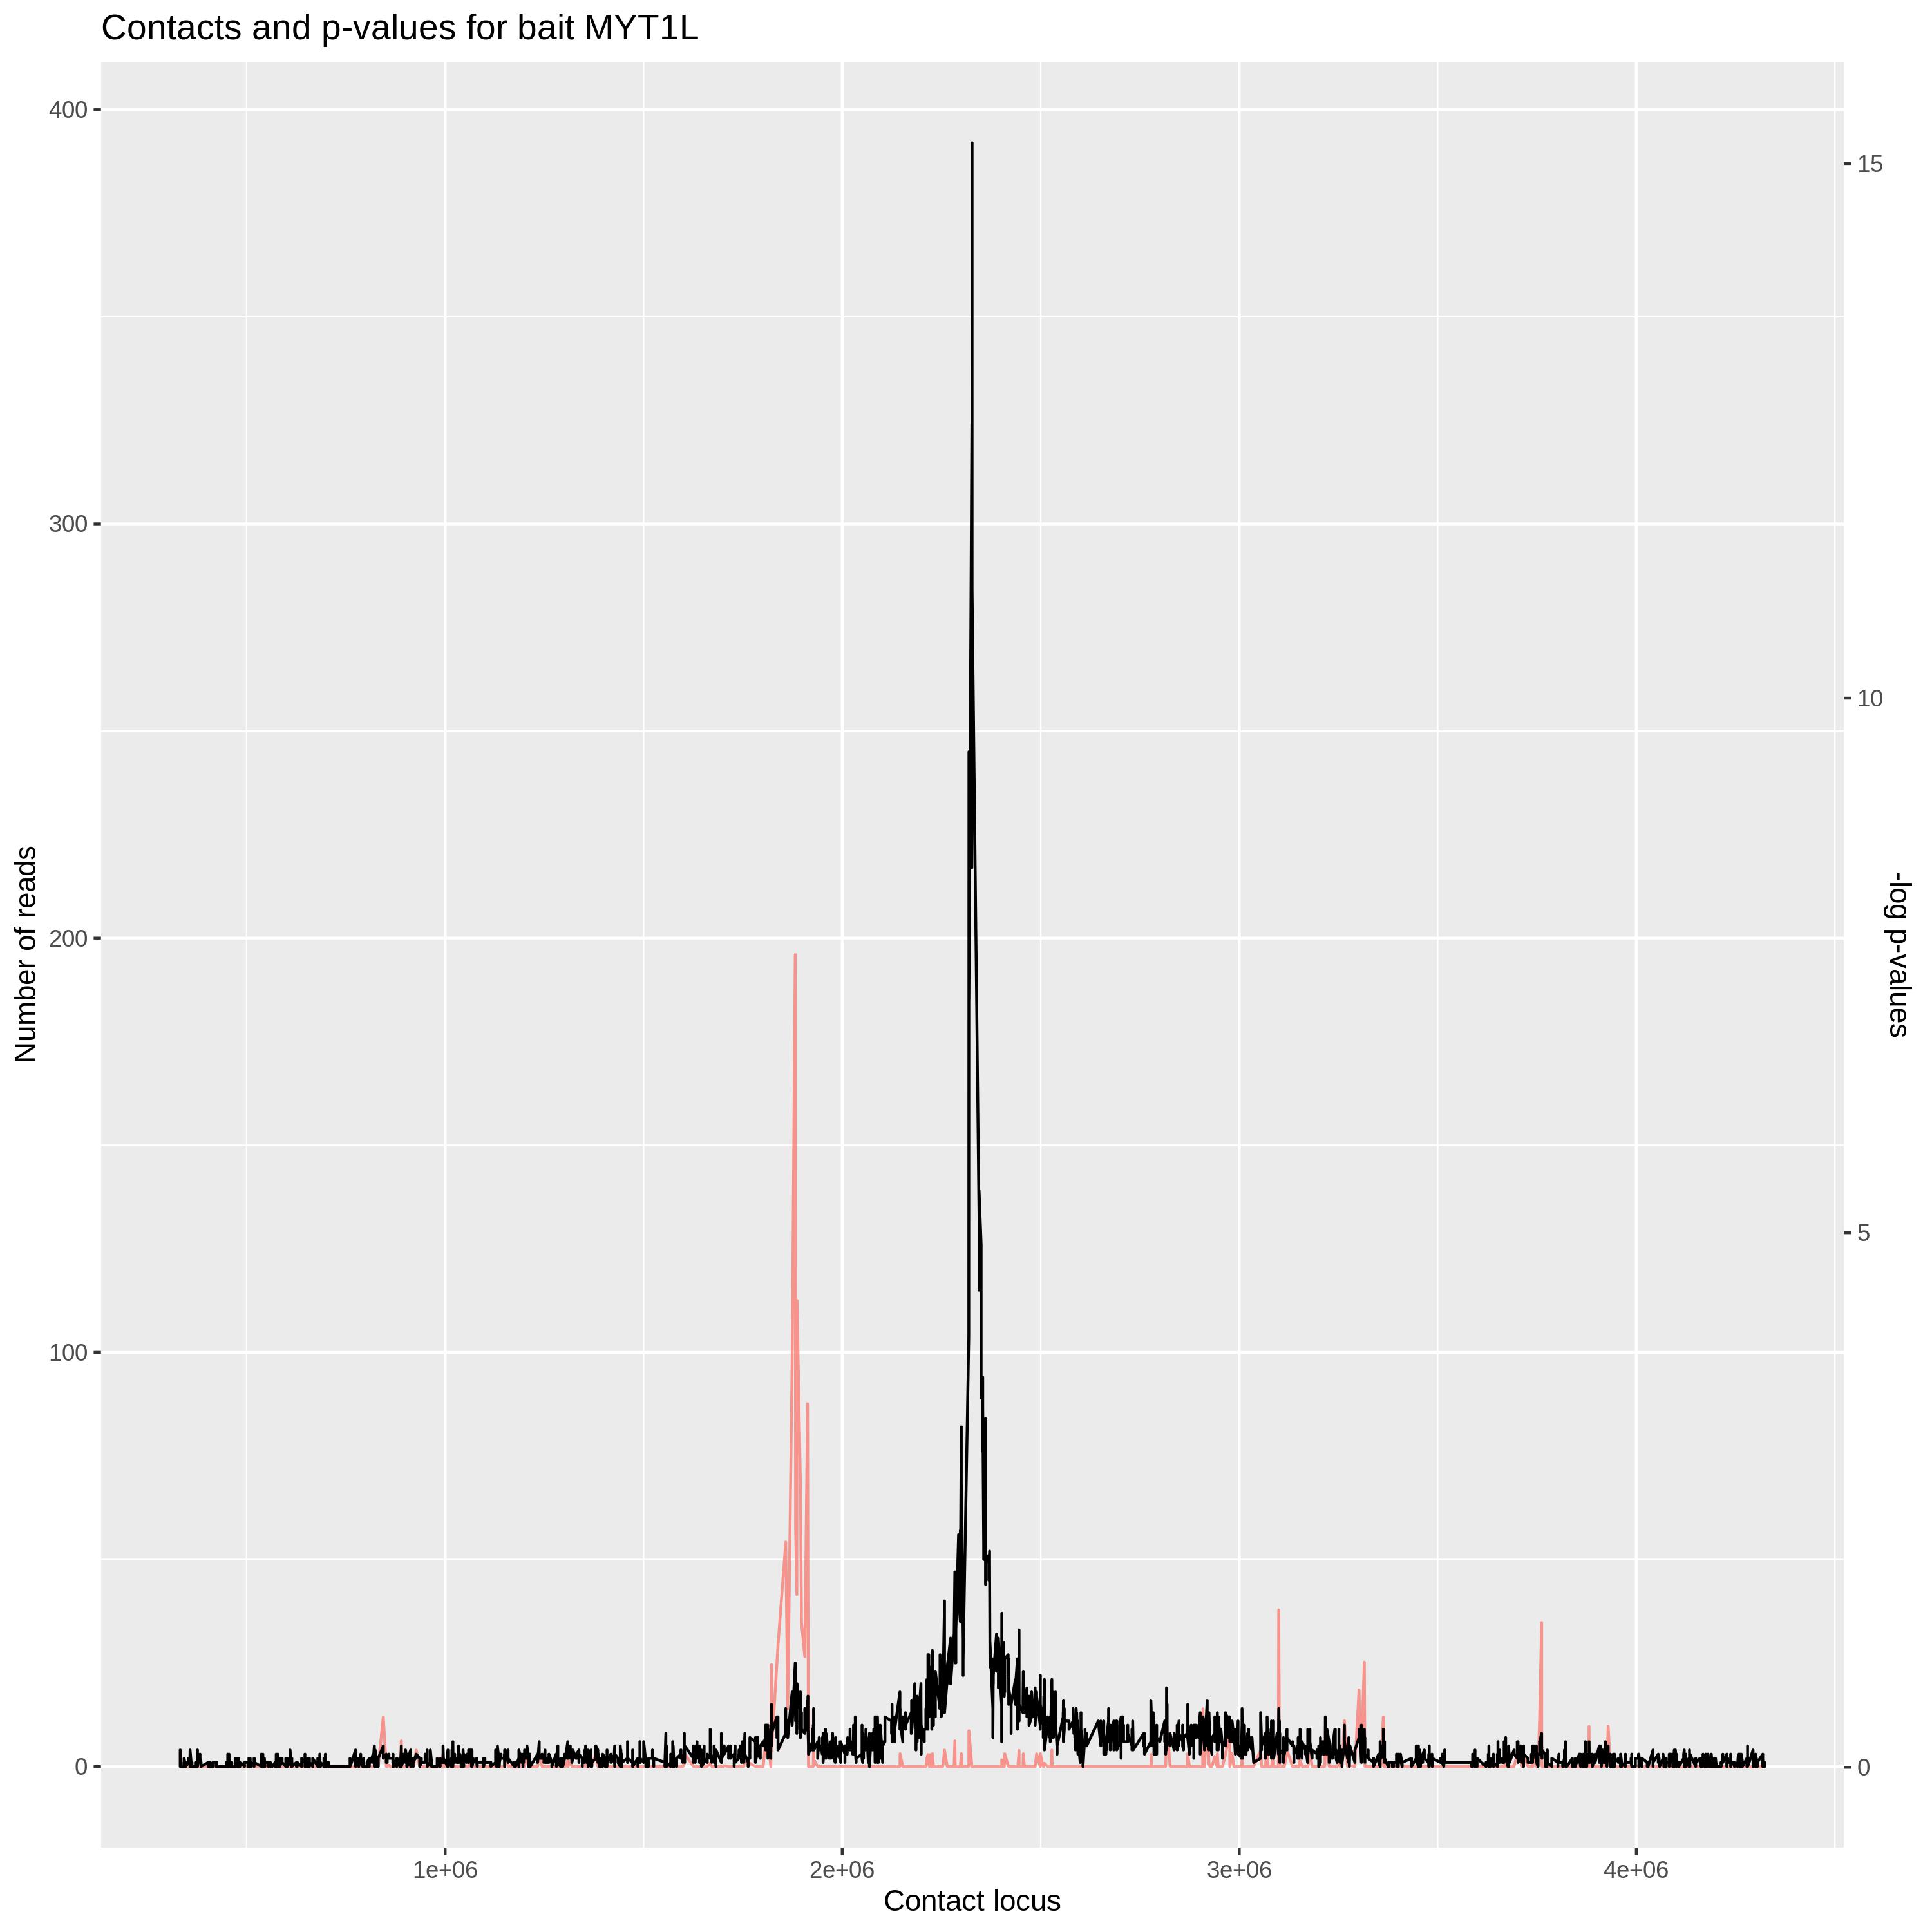 Contacts and p-values for bait MYT1L
400
300
200
100
0
15
10
5
0
Number of reads
-log p-values
1e+06
2e+06
3e+06
4e+06
Contact locus